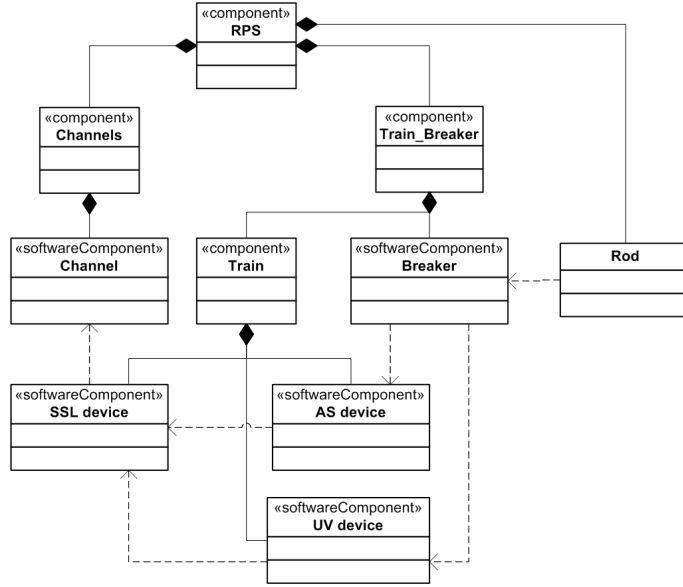 «component»
RPS
«component»
Channels
«component»
Train_Breaker
«softwareComponent»
Channel
«component»
Train
«softwareComponent»
Breaker
Rod
«softwareComponent»
SSL device
«softwareComponent»
AS device
«softwareComponent»
UV device